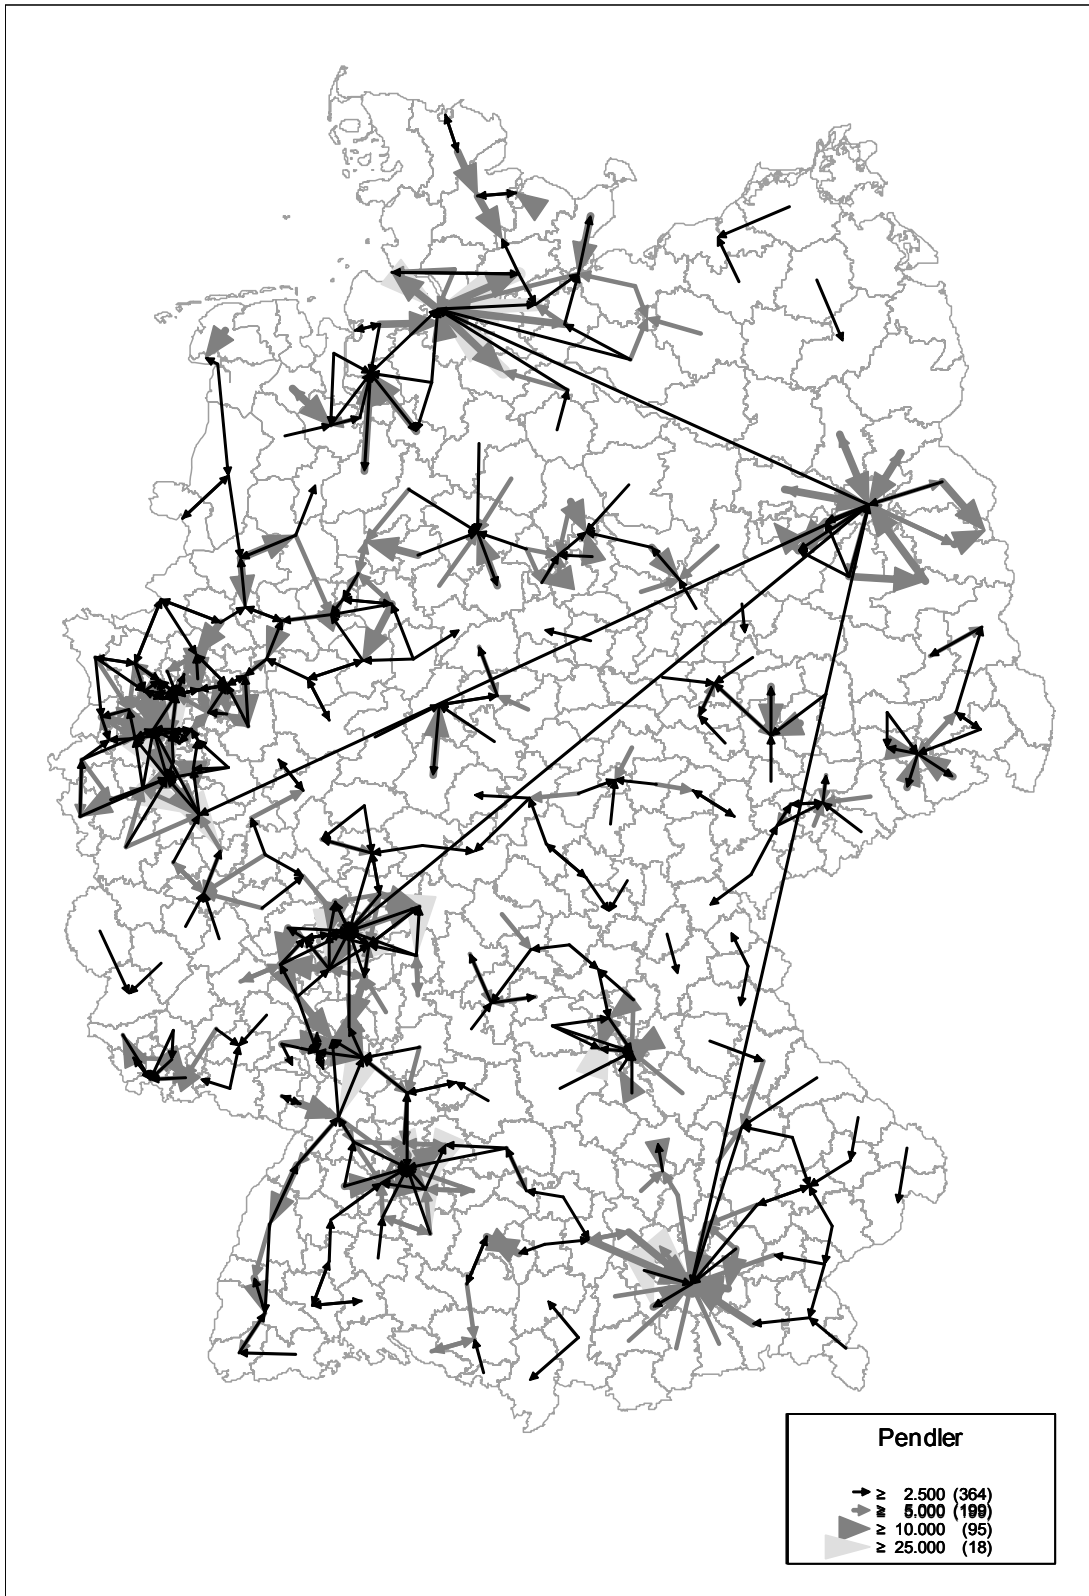 Pendler
≥ 2.500 (364)
≥ 5.000 (199)
≥ 10.000 (95)
≥ 25.000 (18)